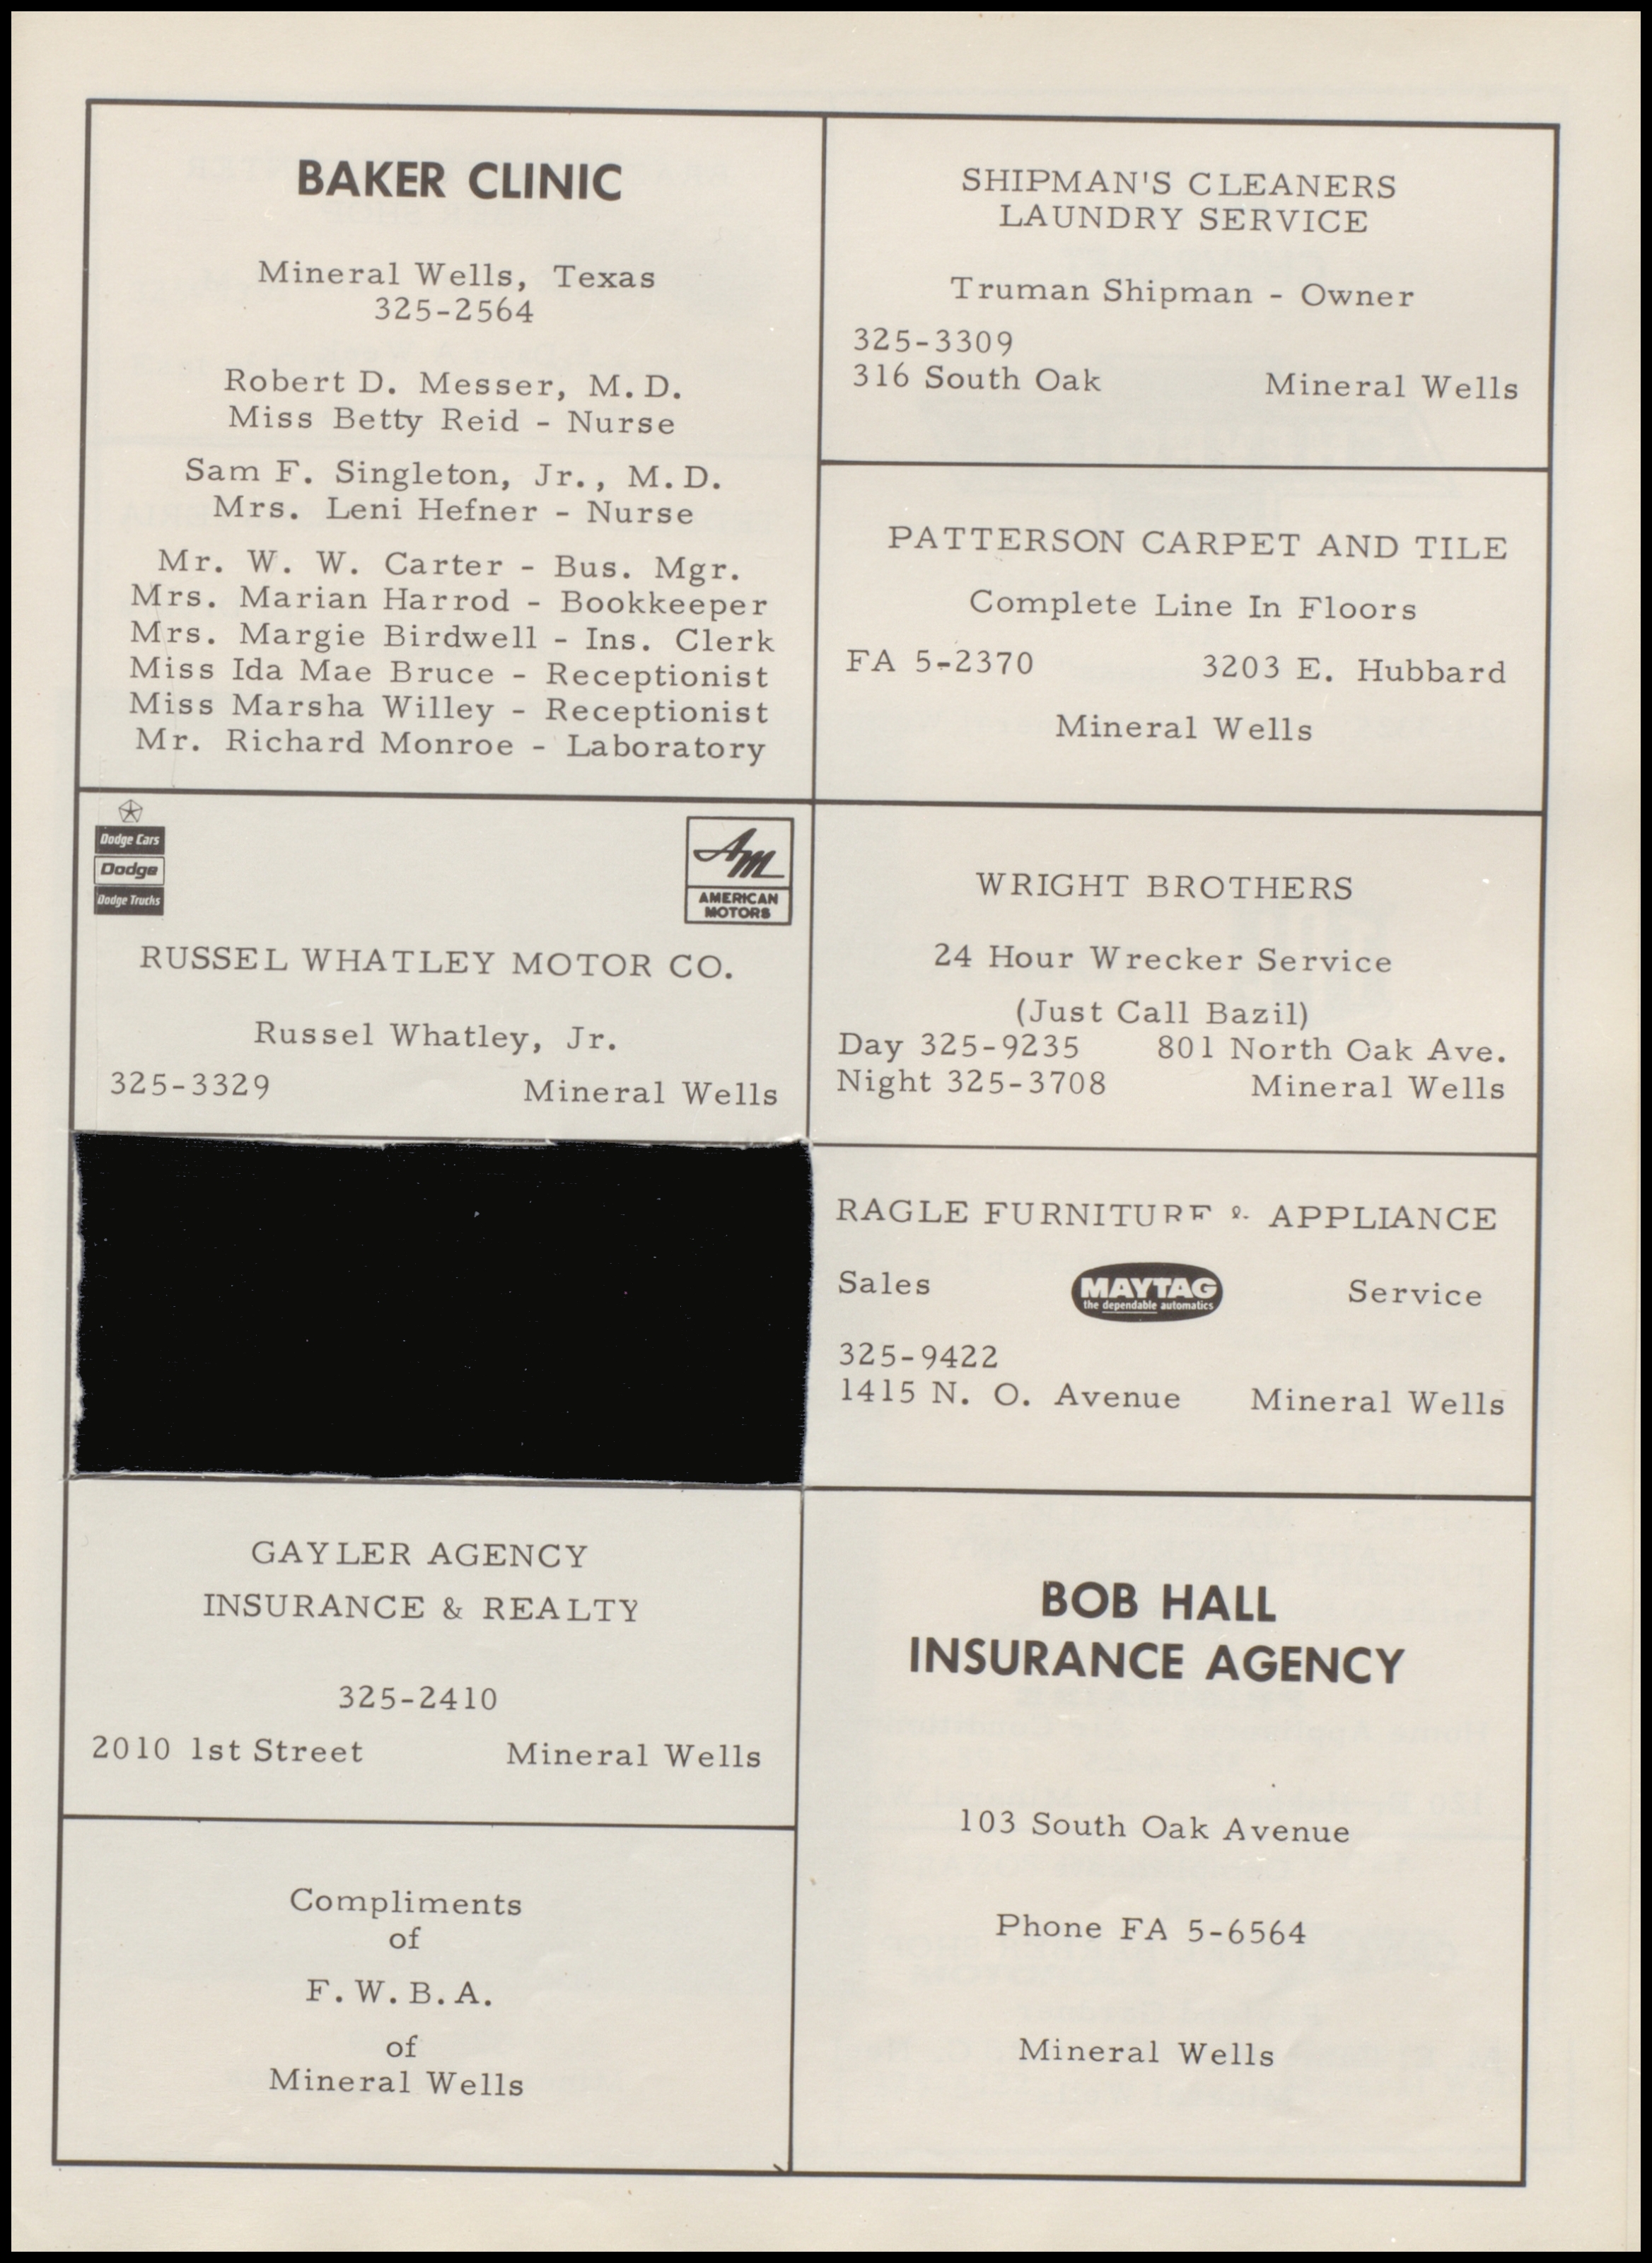 BAKER CLINIC
Mineral Wells, Texas
325-2564
Robert D. Messer, M.D.
Miss Betty Reid - Nurse
Sam F. Singleton, Jr., M.D.
Mrs. Leni Hefner - Nurse
Mr. W. W. Carter - Bus. Mgr.
Mrs. Marian Harrod - Bookkeeper
Mrs. Margie Birdwell - Ins. Clerk
Miss Ida Mae Bruce - Receptionist
Miss Marsha Willey - Receptionist
Mr. Richard Monroe - Laboratory
SHIPMAN'S CLEANERS
LAUNDRY SERVICE
Truman Shipman - Owner
325-3309
316 South Oak Mineral Wells
PATTERSON CARPET AND TILE
Complete Line In Floors
FA 5-2370 3203 E. Hubbard
Mineral Wells
Dodge Cars
Dodge
Dodge Trucks
AM
AMERICAN
MOTORS
RUSSEL WHATLEY MOTOR CO.
Russel Whatley, Jr.
325-3329 Mineral Wells
WRIGHT BROTHERS
24 Hour Wrecker Service
(Just Call Bazil)
Day 325-9235 801 North Oak Ave.
Night 325-3708 Mineral Wells
RAGLE FURNITURE & APPLIANCE
Sales MAYTAG Service
the dependable automatics
325-9422
1415 N. O. Avenue Mineral Wells
GAYLER AGENCY
INSURANCE & REALTY
325-2410
2010 1st Street Mineral Wells
BOB HALL
INSURANCE AGENCY
103 South Oak Avenue
Phone FA 5-6564
Mineral Wells
Compliments
of
F.W.B.A.
of
Mineral Wells